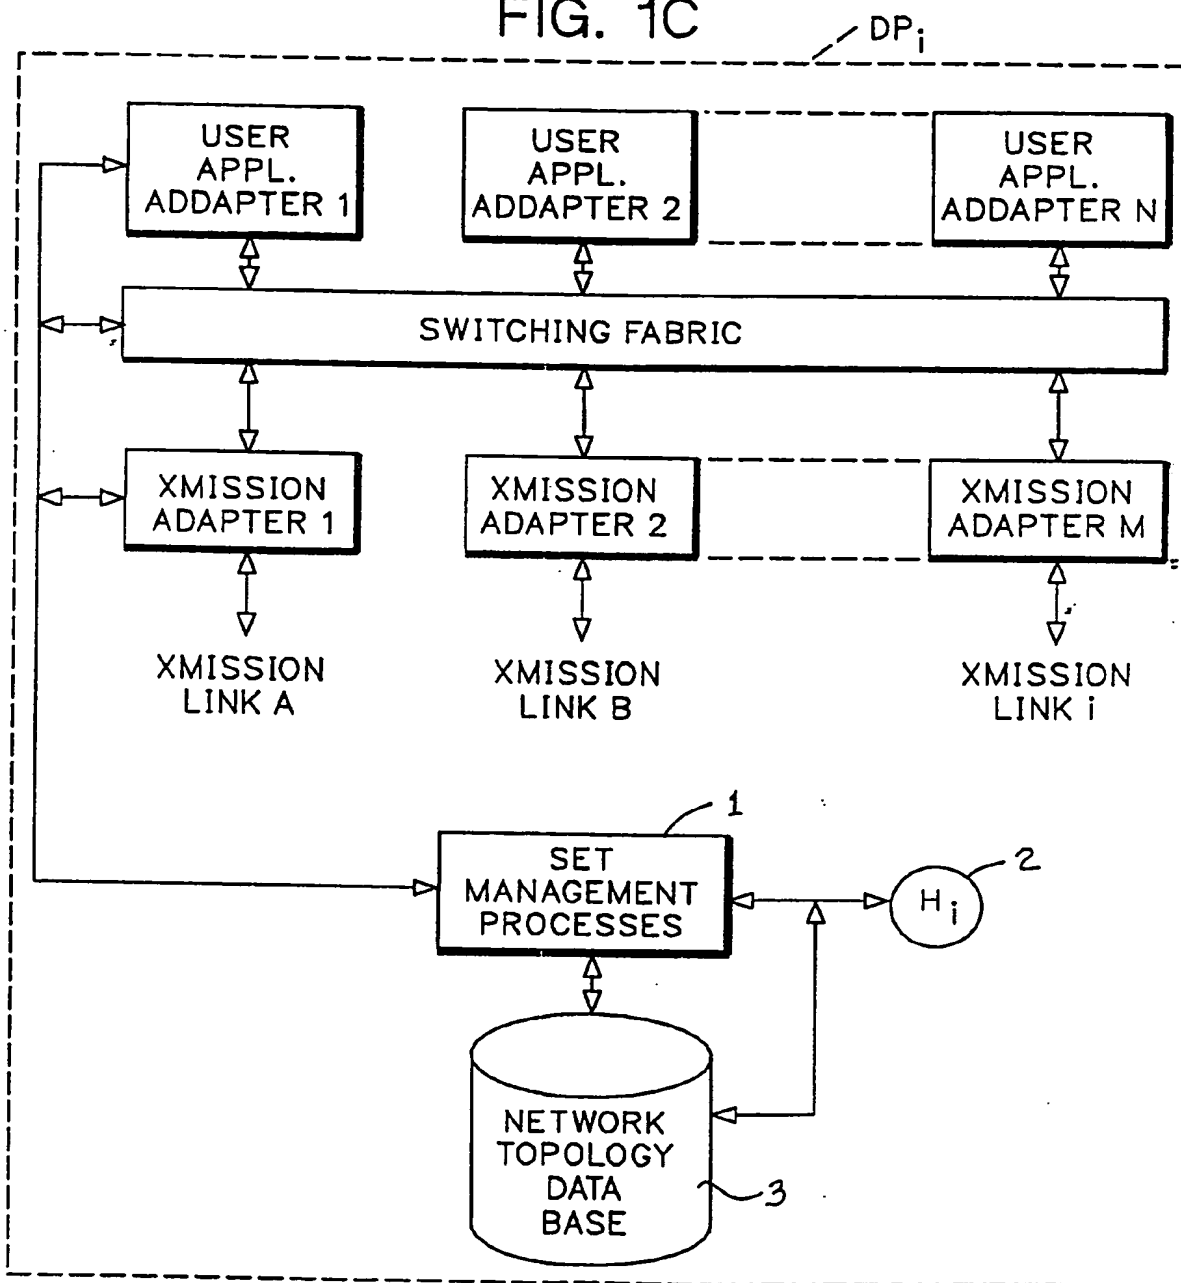 FIG. 1C
DPi
USER
APPL.
ADDAPTER 1
USER
APPL.
ADDAPTER 2
USER
APPL.
ADDAPTER N
SWITCHING FABRIC
XMISSION
ADAPTER 1
XMISSION
ADAPTER 2
XMISSION
ADAPTER M
XMISSION
LINK A
XMISSION
LINK B
XMISSION
LINK i
1
SET
MANAGEMENT
PROCESSES
2
Hi
NETWORK
TOPOLOGY
DATA
BASE
3